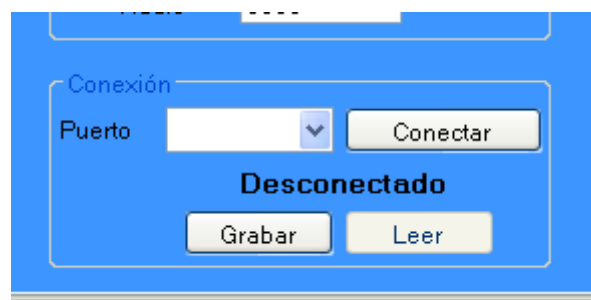 Conexión
Puerto
Conectar
Desconectado
Grabar
Leer